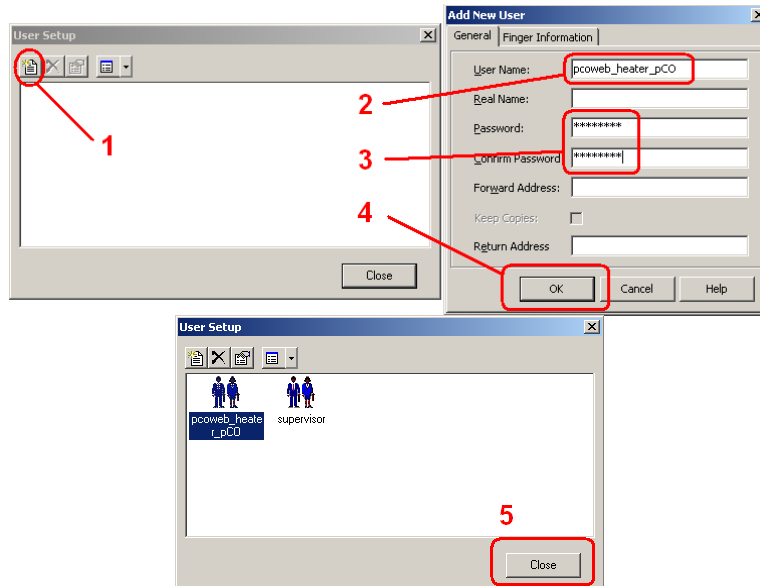 User Setup
1
Close
Add New User
General
Finger Information
User Name:
pcoweb_heater_pCO
2
Real Name:
Password:
********
3
Confirm Password
********
Forward Address:
4
Keep Copies:
Return Address
OK
Cancel
Help
User Setup
pcoweb_heate
r_pCO
supervisor
5
Close